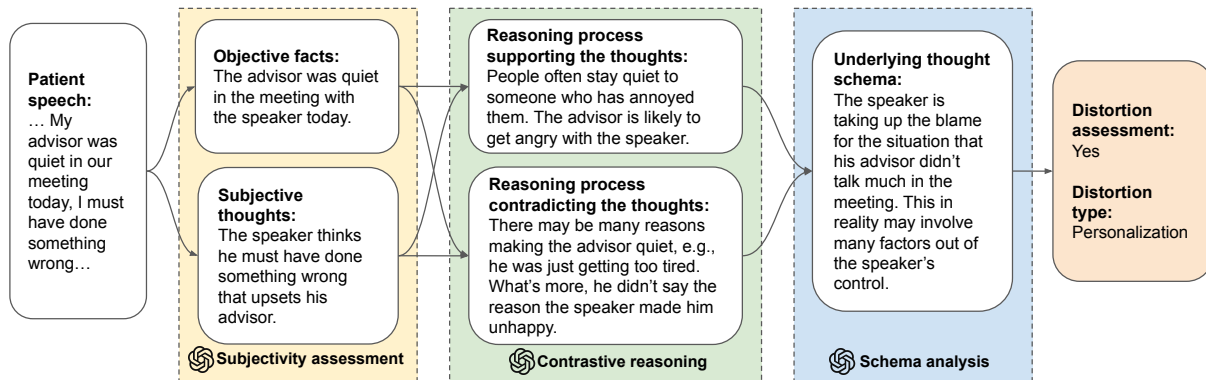 Patient
speech:
… My
advisor was
quiet in our
meeting
today, I must
have done
something
wrong…
Objective facts:
The advisor was quiet
in the meeting with
the speaker today.
Subjective
thoughts:
The speaker thinks
he must have done
something wrong
that upsets his
advisor.
Subjectivity assessment
Reasoning process
supporting the thoughts:
People often stay quiet to
someone who has annoyed
them. The advisor is likely to
get angry with the speaker.
Reasoning process
contradicting the thoughts:
There may be many reasons
making the advisor quiet, e.g.,
he was just getting too tired.
What’s more, he didn’t say the
reason the speaker made him
unhappy.
Contrastive reasoning
Underlying thought
schema:
The speaker is
taking up the blame
for the situation that
his advisor didn’t
talk much in the
meeting. This in
reality may involve
many factors out of
the speaker’s
control.
Schema analysis
Distortion
assessment:
Yes
Distortion
type:
Personalization